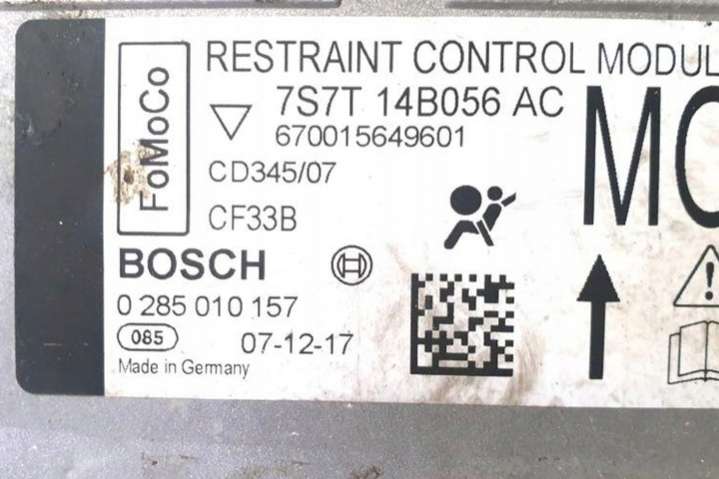 FoMoCo
RESTRAINT CONTROL MODUL
7S7T 14B056 AC
670015649601
CD345/07
CF33B
MC
BOSCH
0 285 010 157
085
07-12-17
Made in Germany